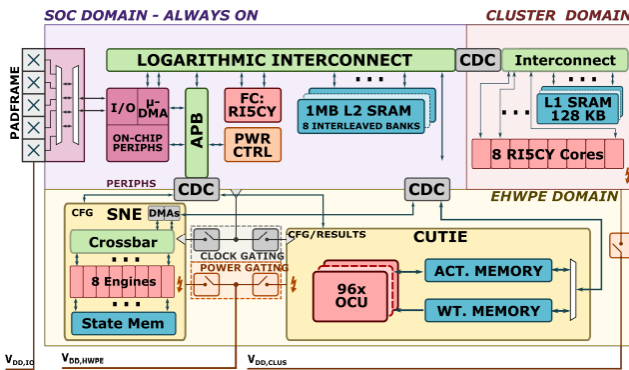 SOC DOMAIN - ALWAYS ON
CLUSTER DOMAIN
PADFRAME
LOGARITHMIC INTERCONNECT
CDC
Interconnect
I/O
μ-DMA
ON-CHIP PERIPHS
APB
FC:
RI5CY
PWR
CTRL
1MB L2 SRAM
8 INTERLEAVED BANKS
L1 SRAM
128 KB
8 RI5CY Cores
PERIPHS
CDC
CDC
EHWPE DOMAIN
CFG
SNE
DMAs
Crossbar
8 Engines
State Mem
CLOCK GATING
POWER GATING
CFG/RESULTS
CUTIE
96x
OCU
ACT. MEMORY
WT. MEMORY
VDD,IO
VDD,HWPE
VDD,CLUS